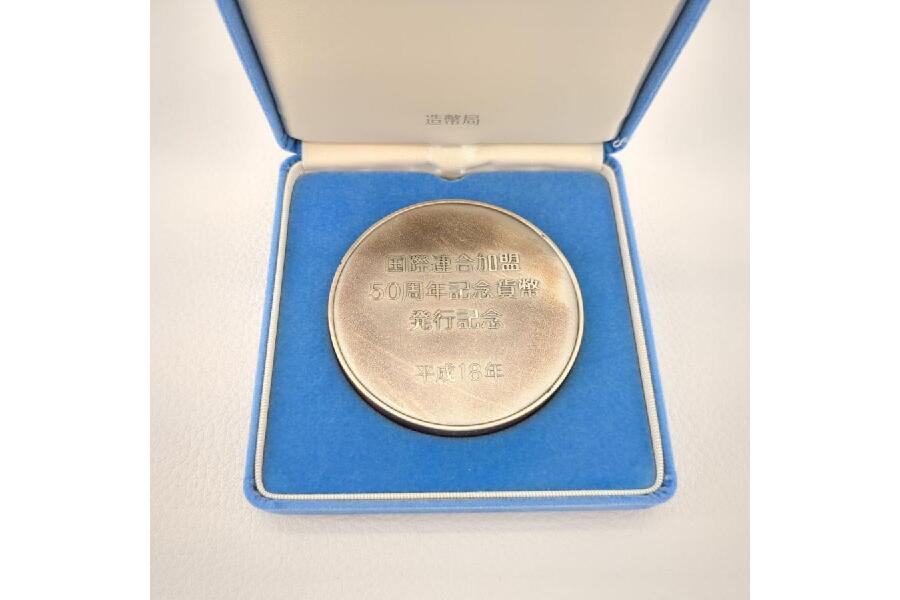 造幣局
国際連合加盟
50周年記念貨幣
発行記念
平成18年